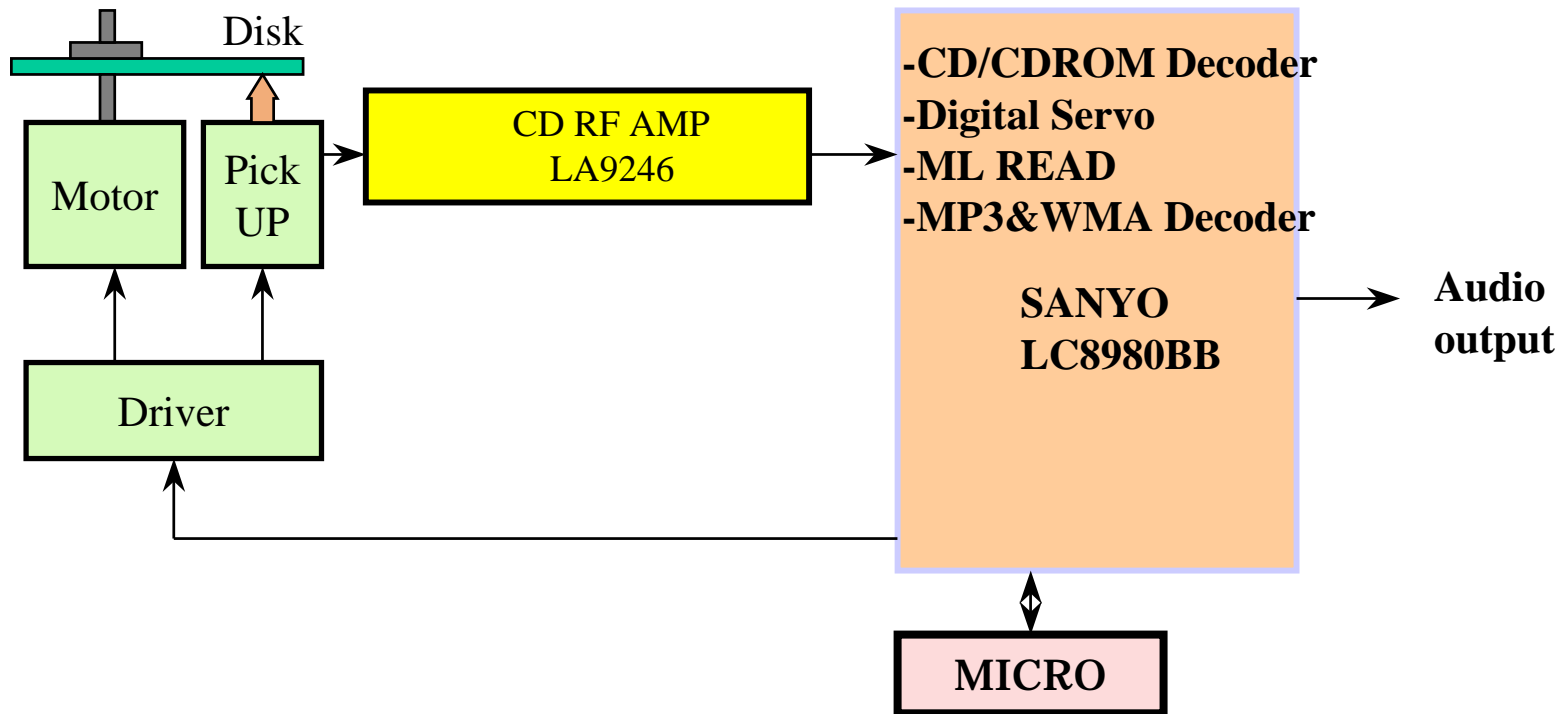 Disk
Motor
Pick
UP
CD RF AMP
LA9246
-CD/CDROM Decoder
-Digital Servo
-ML READ
-MP3&WMA Decoder
SANYO
LC8980BB
Audio
output
Driver
MICRO